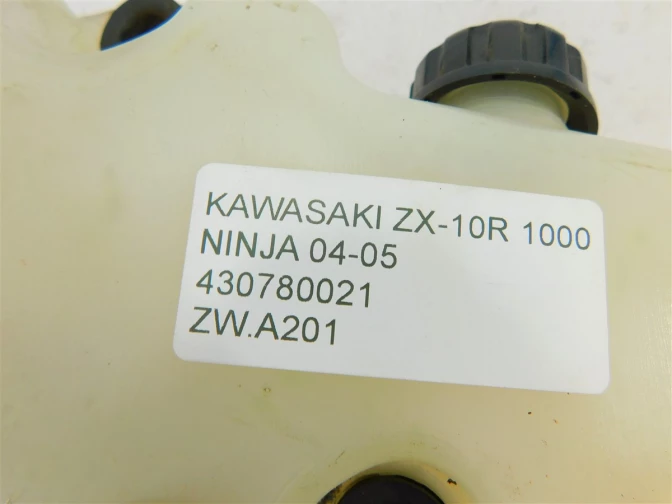 KAWASAKI ZX-10R 1000
NINJA 04-05
430780021
ZW.A201